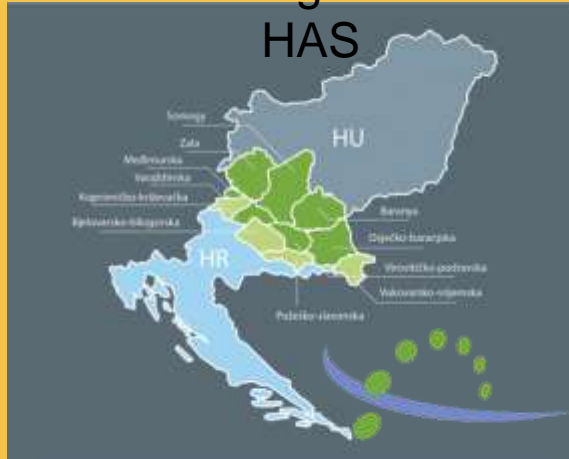 HAS
HU
Somogy
Zala
Međimurska
Varaždinska
Koprivničko-križevačka
Bjelovarsko-bilogorska
Baranya
Osječko-baranjska
HR
Virovitičko-podravska
Vukovarsko-srijemska
Požeško-slavonska